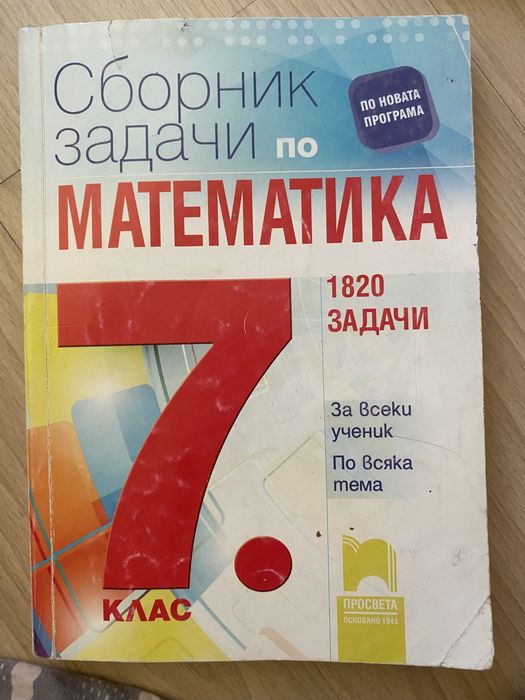 Сборник
задачи по
ПО НОВАТА
ПРОГРАМА
МАТЕМАТИКА
7.
КЛАС
1820
ЗАДАЧИ
За всеки
ученик
По всяка
тема
ПРОСВЕТА
ОСНОВАНО 1945